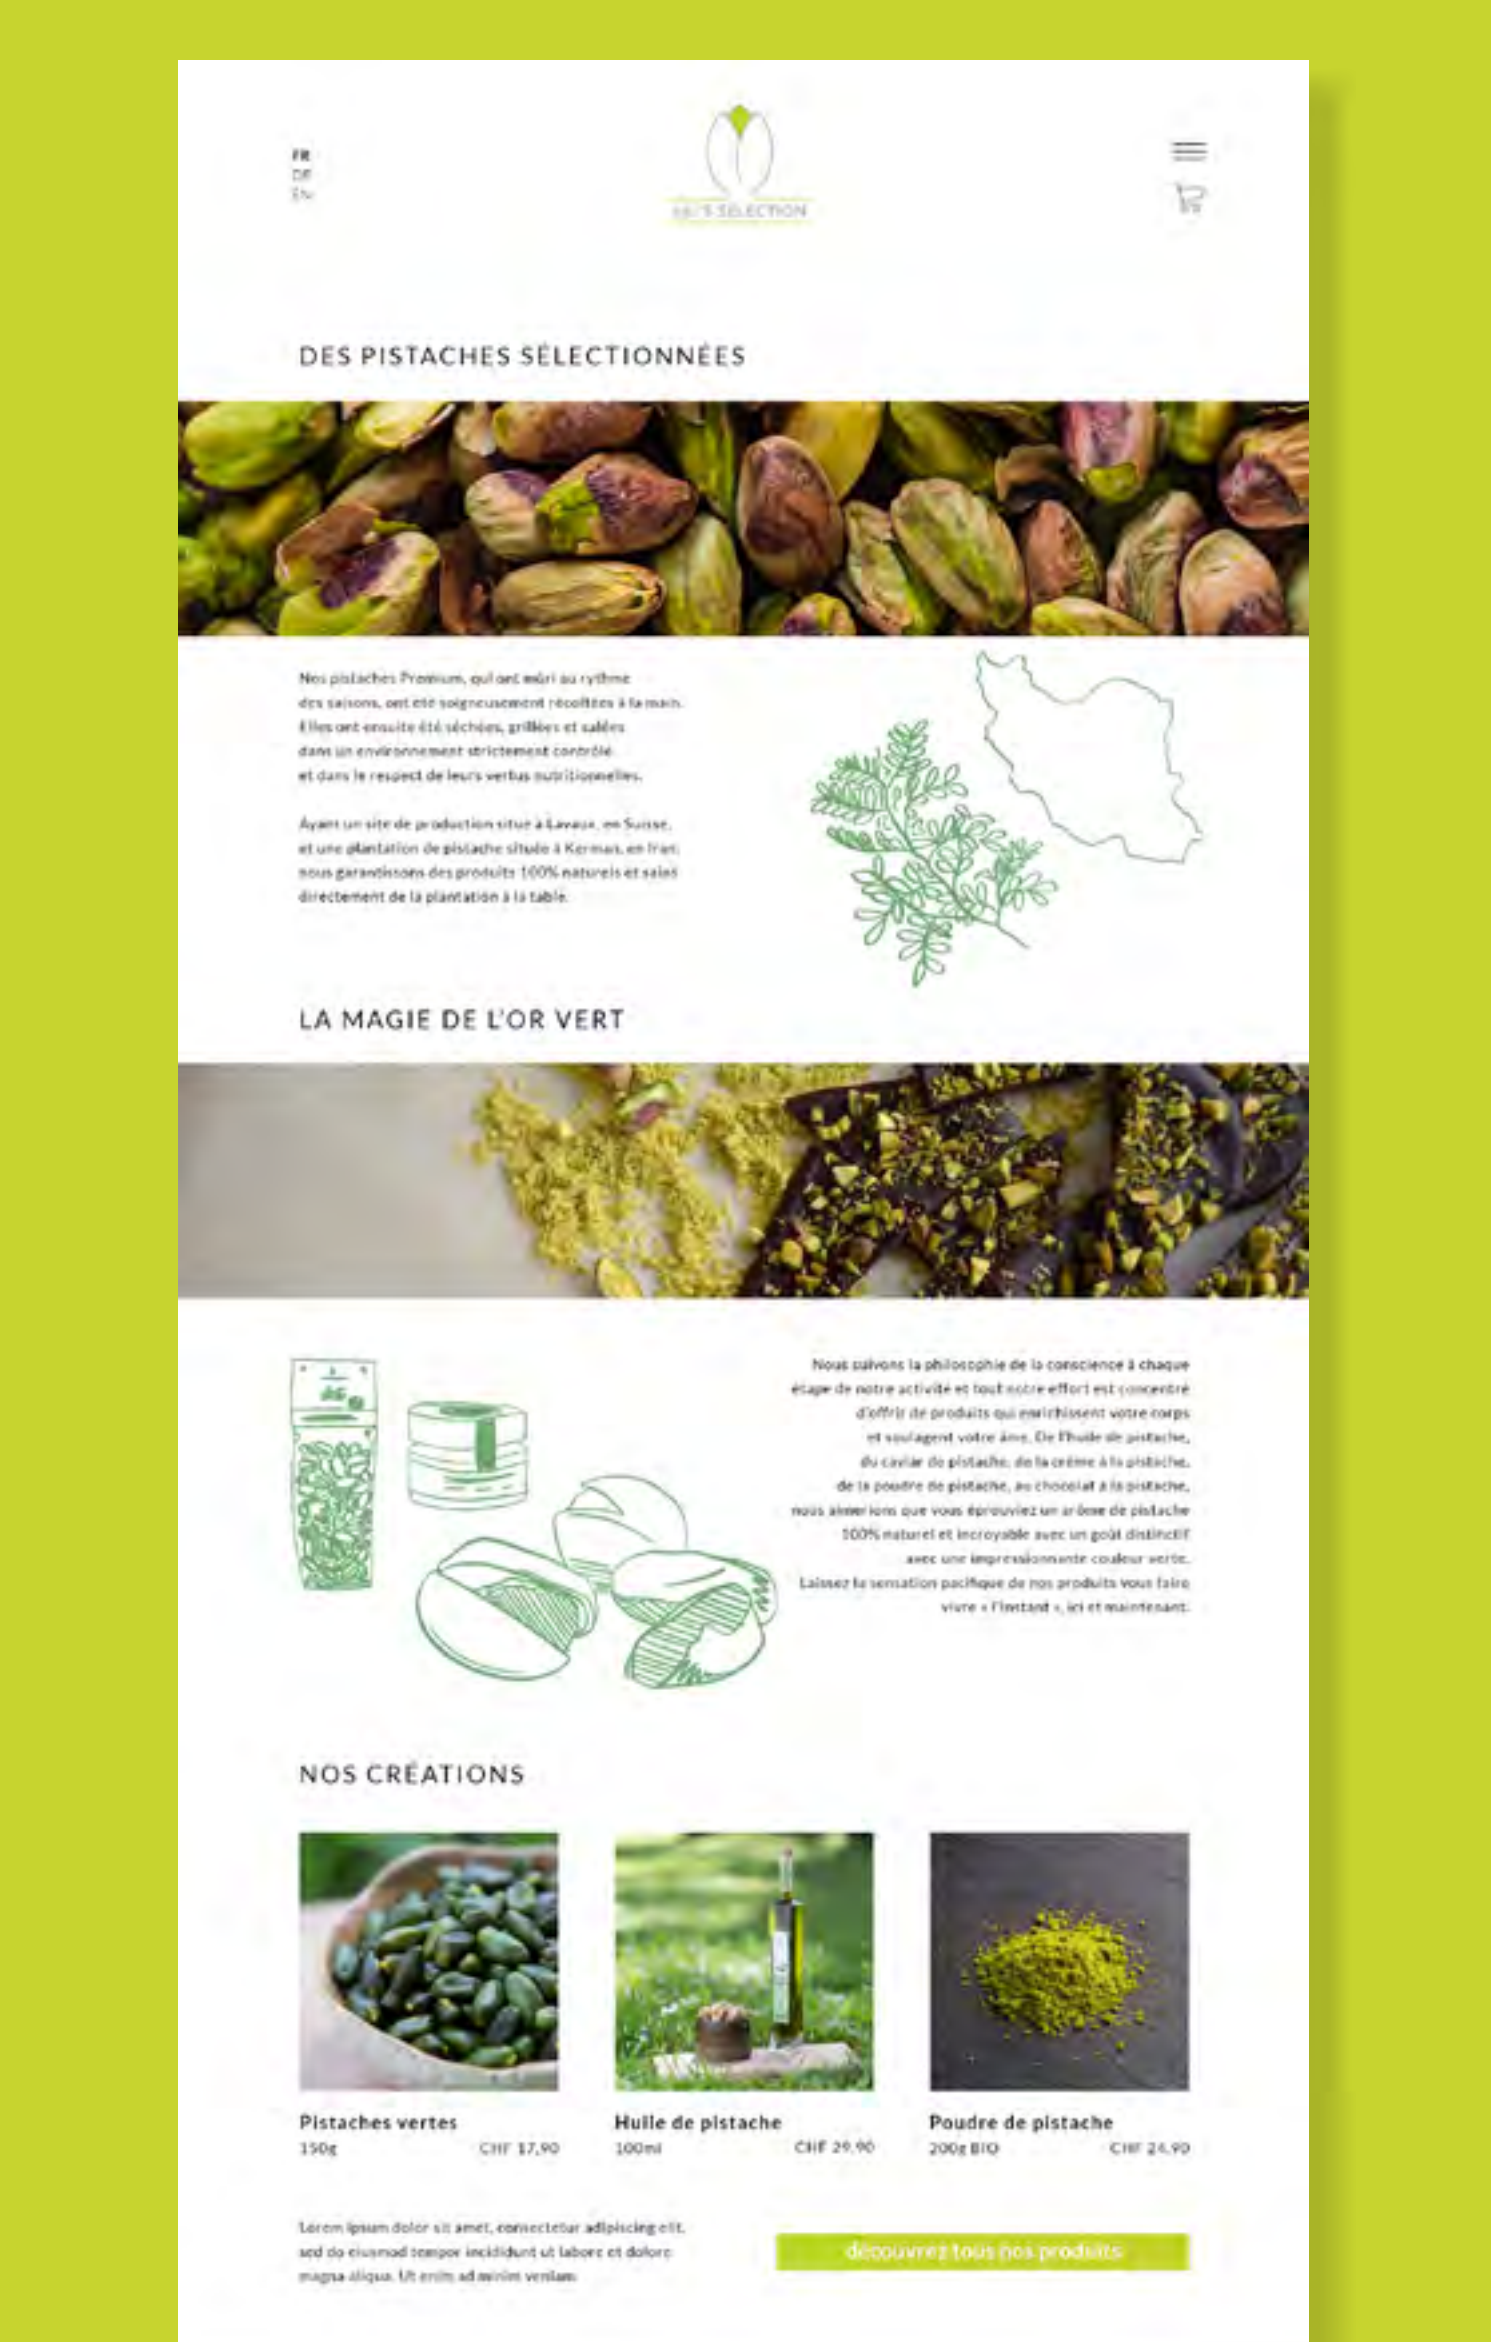 FR
DE
EN
'S SELECTION
DES PISTACHES SÉLECTIONNÉES
Nos pistaches Premium, qui ont mûri au rythme
des saisons, ont été soigneusement récoltées à la main.
Elles ont ensuite été séchées, grillées et salées
dans un environnement strictement contrôlé
et dans le respect de leurs vertus nutritionnelles.
Ayant un site de production situé à Lavaux, en Suisse,
et une plantation de pistache située à Kerman, en Iran,
nous garantissons des produits 100% naturels et sains
directement de la plantation à la table.
LA MAGIE DE L'OR VERT
Nous suivons la philosophie de la conscience à chaque
étape de notre activité et tout notre effort est concentré
d'offrir de produits qui enrichissent votre corps
et soulagent votre âme. De l'huile de pistache,
du caviar de pistache, de la crème à la pistache,
de la poudre de pistache, au chocolat à la pistache,
nous aimerions que vous éprouviez un arôme de pistache
100% naturel et incroyable avec un goût distinctif
avec une impressionnante couleur verte.
Laissez la sensation pacifique de nos produits vous faire
vivre « l'instant », ici et maintenant.
NOS CRÉATIONS
Pistaches vertes
150g CHF 17,90
Huile de pistache
100ml CHF 29,90
Poudre de pistache
200g BIO CHF 24,90
Lorem ipsum dolor sit amet, consectetur adipiscing elit,
sed do eiusmod tempor incididunt ut labore et dolore
magna aliqua. Ut enim ad minim veniam
découvrez tous nos produits